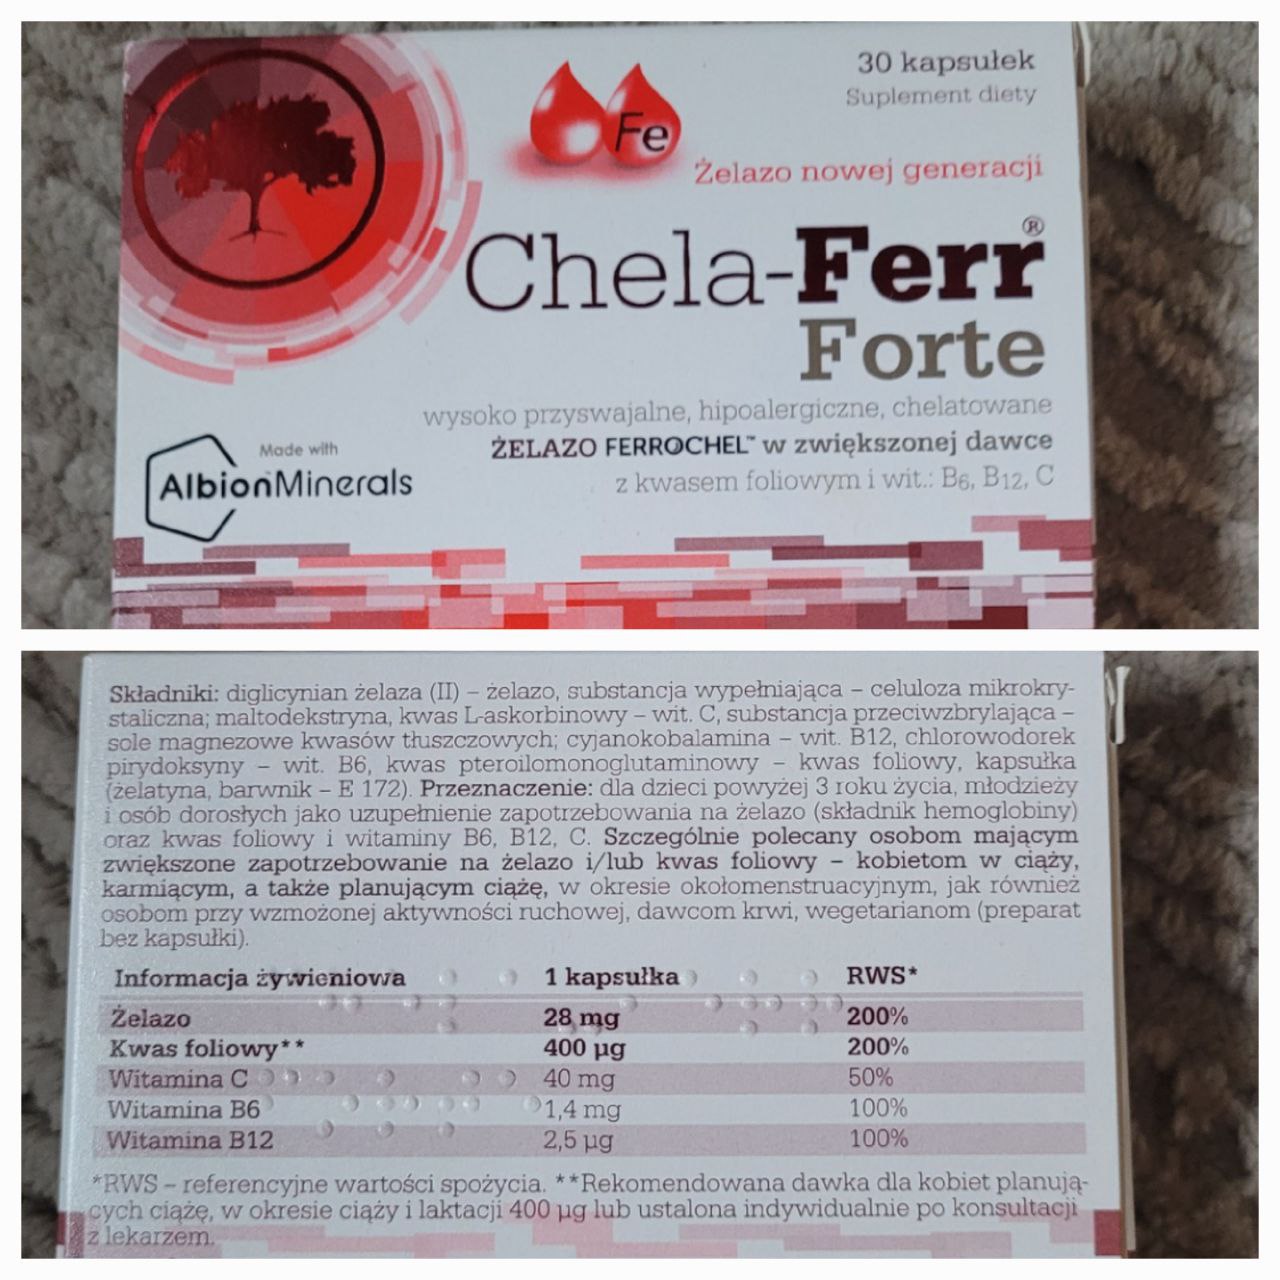 30 kapsułek
Suplement diety
Fe
Żelazo nowej generacji
Chela-Ferr®
Forte
wysoko przyswajalne, hipoalergiczne, chelatowane
ŻELAZO FERROCHEL™ w zwiększonej dawce
z kwasem foliowym i wit.: B6, B12, C
Made with
AlbionMinerals
Składniki: diglicynian żelaza (II) – żelazo, substancja wypełniająca – celuloza mikrokry-
staliczna; maltodekstryna, kwas L-askorbinowy – wit. C, substancja przeciwzbrylająca –
sole magnezowe kwasów tłuszczowych; cyjanokobalamina – wit. B12, chlorowodorek
pirydoksyny – wit. B6, kwas pteroilomonoglutaminowy – kwas foliowy, kapsułka
(żelatyna, barwnik – E 172). Przeznaczenie: dla dzieci powyżej 3 roku życia, młodzieży
i osób dorosłych jako uzupełnienie zapotrzebowania na żelazo (składnik hemoglobiny)
oraz kwas foliowy i witaminy B6, B12, C. Szczególnie polecany osobom mającym
zwiększone zapotrzebowanie na żelazo i/lub kwas foliowy – kobietom w ciąży,
karmiącym, a także planującym ciążę, w okresie okołomenstruacyjnym, jak również
osobom przy wzmożonej aktywności ruchowej, dawcom krwi, wegetarianom (preparat
bez kapsułki).
Informacja żywieniowa 1 kapsułka RWS*
Żelazo 28 mg 200%
Kwas foliowy** 400 µg 200%
Witamina C 40 mg 50%
Witamina B6 1,4 mg 100%
Witamina B12 2,5 µg 100%
*RWS – referencyjne wartości spożycia. **Rekomendowana dawka dla kobiet planują-
cych ciążę, w okresie ciąży i laktacji 400 µg lub ustalona indywidualnie po konsultacji
z lekarzem.